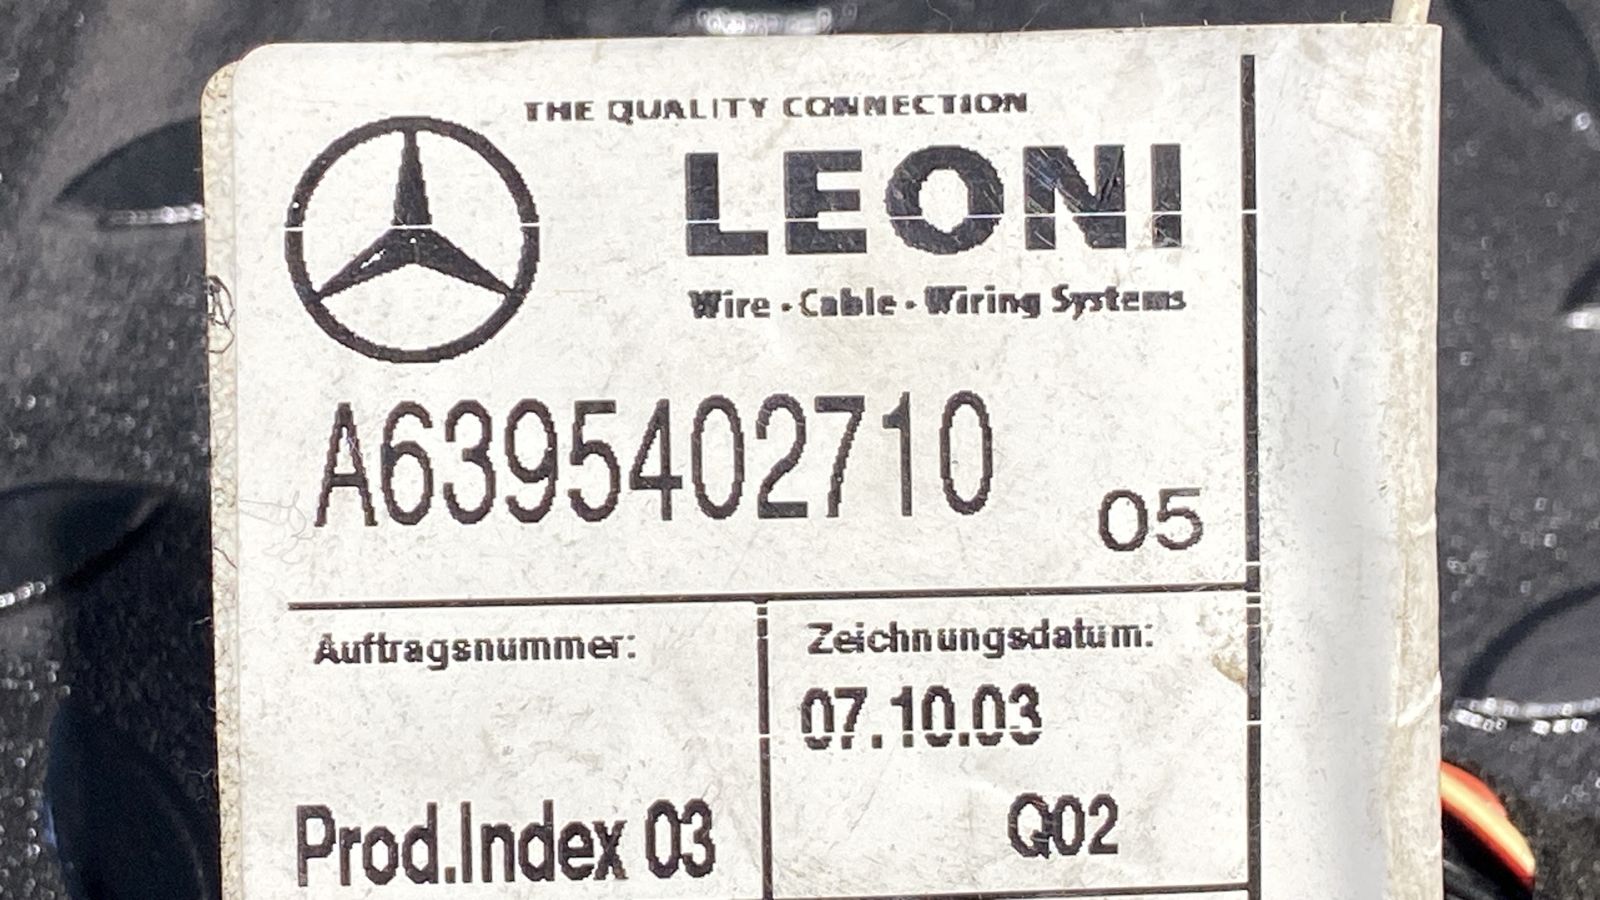 THE QUALITY CONNECTION
LEONI
Wire - Cable - Wiring Systems
A6395402710
05
Auftragsnummer:
Zeichnungsdatum:
07.10.03
Prod.Index 03
Q02